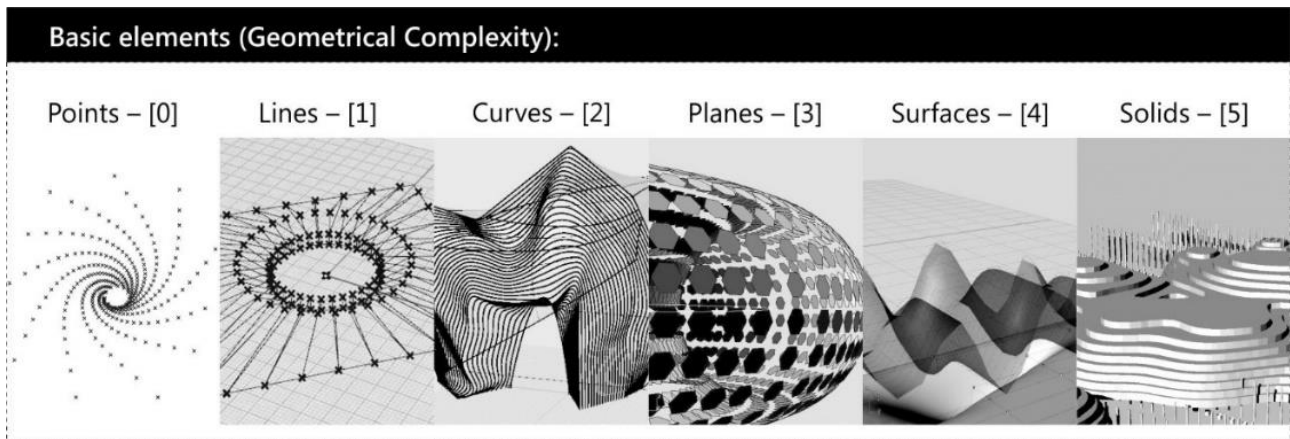 Basic elements (Geometrical Complexity):
Points – [0] Lines – [1] Curves – [2] Planes – [3] Surfaces – [4] Solids – [5]